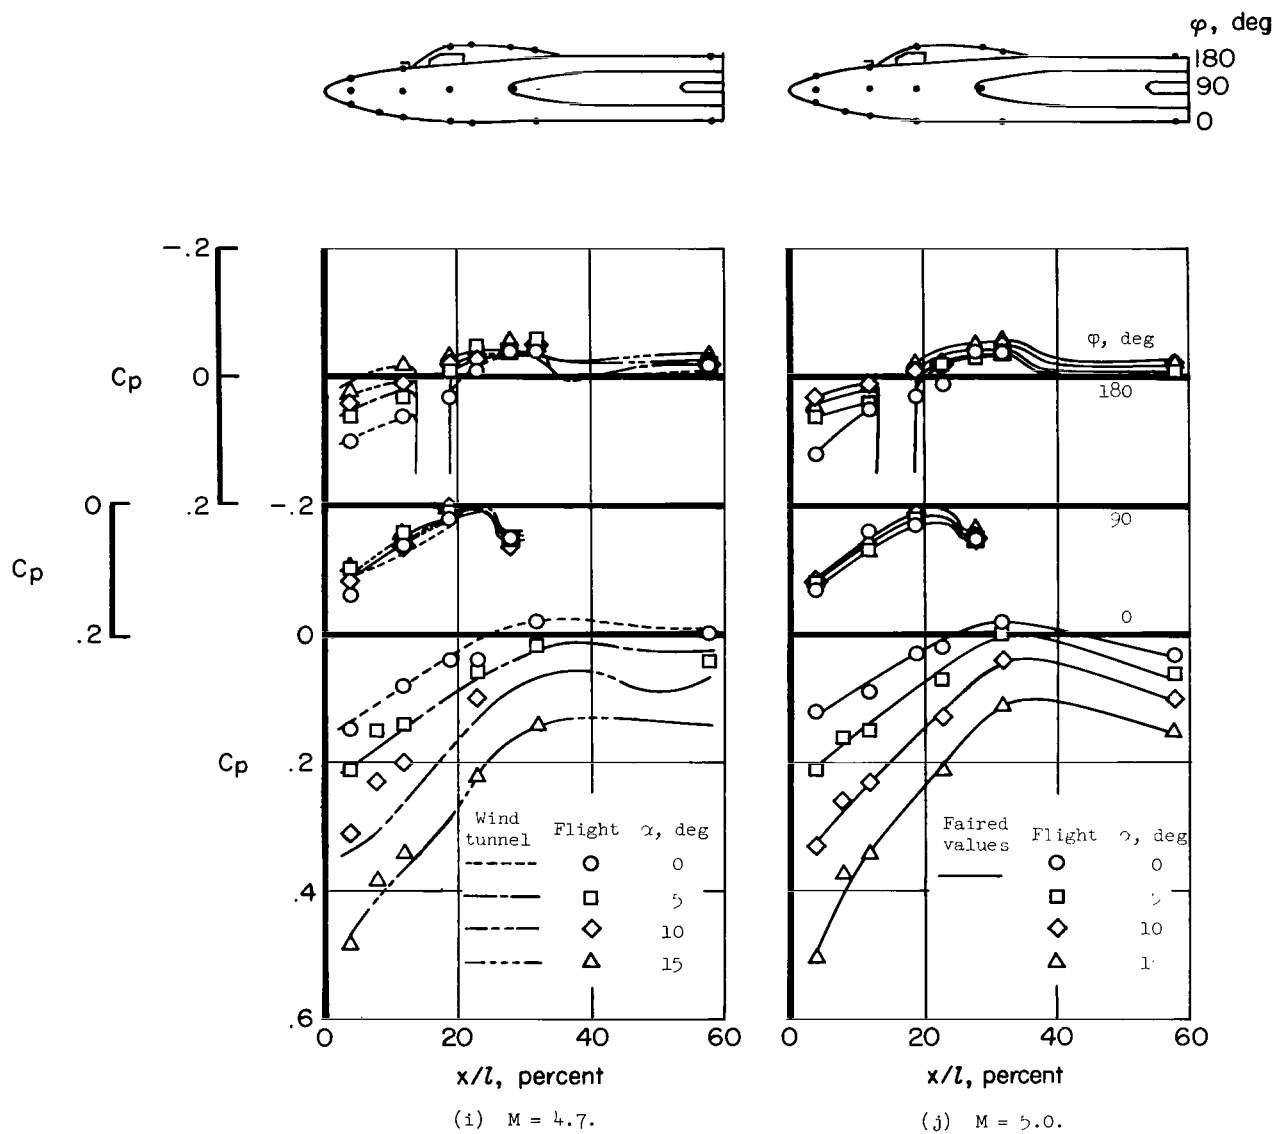 φ, deg
180
90
0
-.2
Cp 0
.2
0
Cp
.2
-.2
0
Cp .2
.4
.6
φ, deg
180
90
0
Wind tunnel Flight α, deg
0
5
10
15
Faired values Flight deg
0
10
0 20 40 60
x/l, percent
(i) M = 4.7.
0 20 40 60
x/l, percent
(j) M = 5.0.